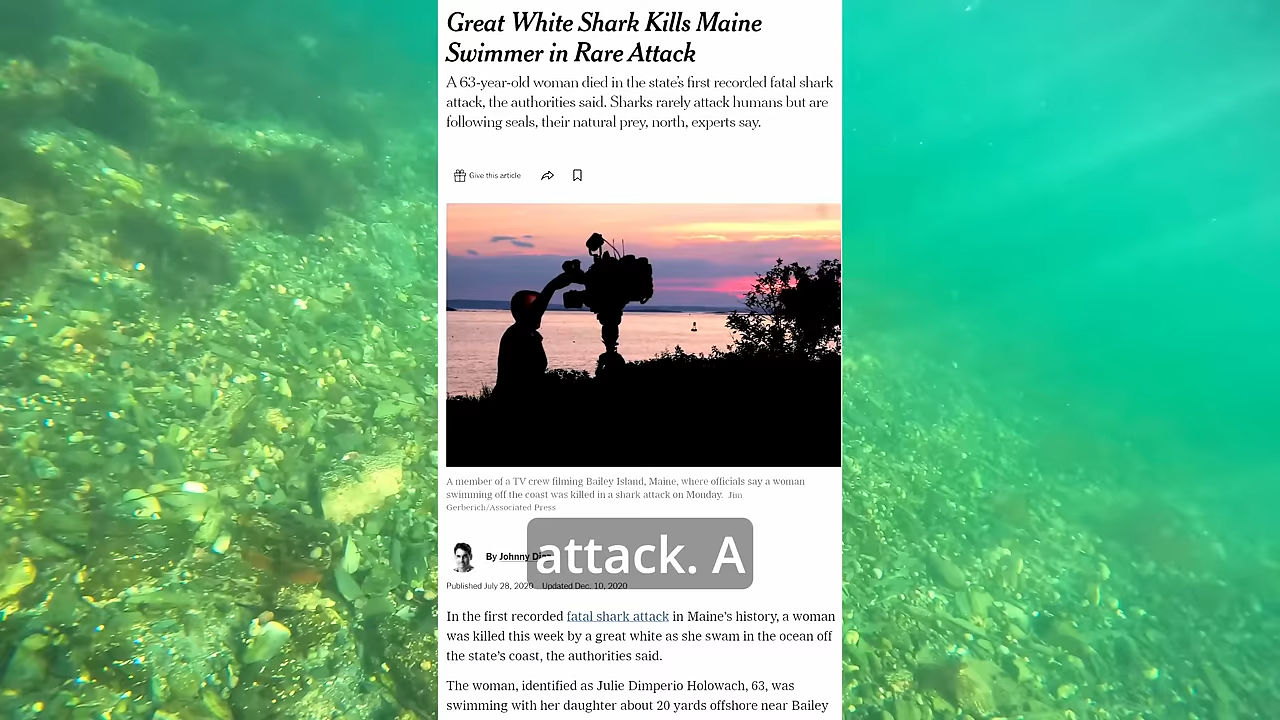 Great White Shark Kills Maine
Swimmer in Rare Attack
A 63-year-old woman died in the state's first recorded fatal shark
attack, the authorities said. Sharks rarely attack humans but are
following seals, their natural prey, north, experts say.
Give this article
A member of a TV crew filming Bailey Island, Maine, where officials say a woman
swimming off the coast was killed in a shark attack on Monday. Jim
Gerberich/Associated Press
attack. A
By Johnny
Published July 28, 2020 Updated Dec. 10, 2020
In the first recorded fatal shark attack in Maine's history, a woman
was killed this week by a great white as she swam in the ocean off
the state's coast, the authorities said.
The woman, identified as Julie Dimperio Holowach, 63, was
swimming with her daughter about 20 yards offshore near Bailey